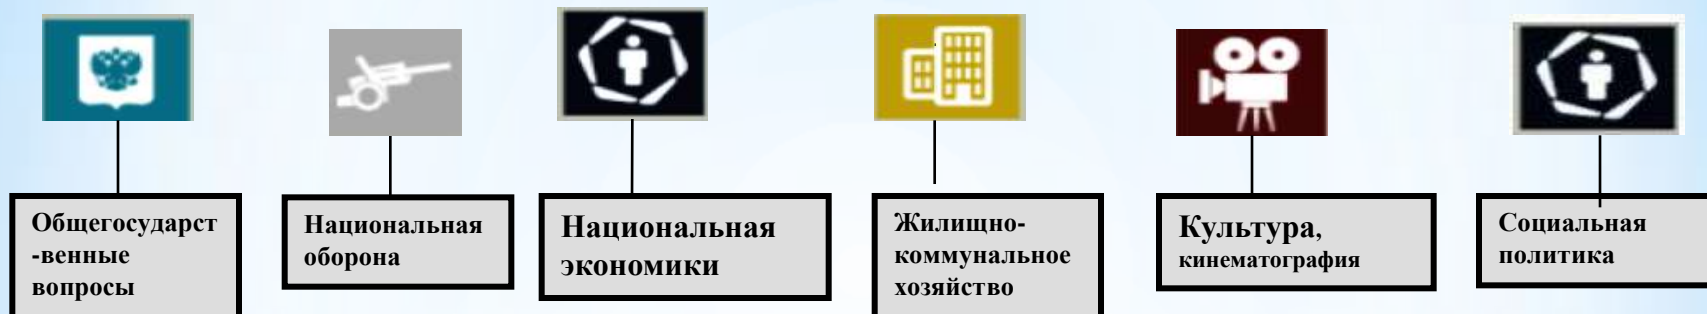 Общегосударст
-венные
вопросы
Национальная
оборона
Национальная
экономики
Жилищно-
коммунальное
хозяйство
Культура,
кинематография
Социальная
политика